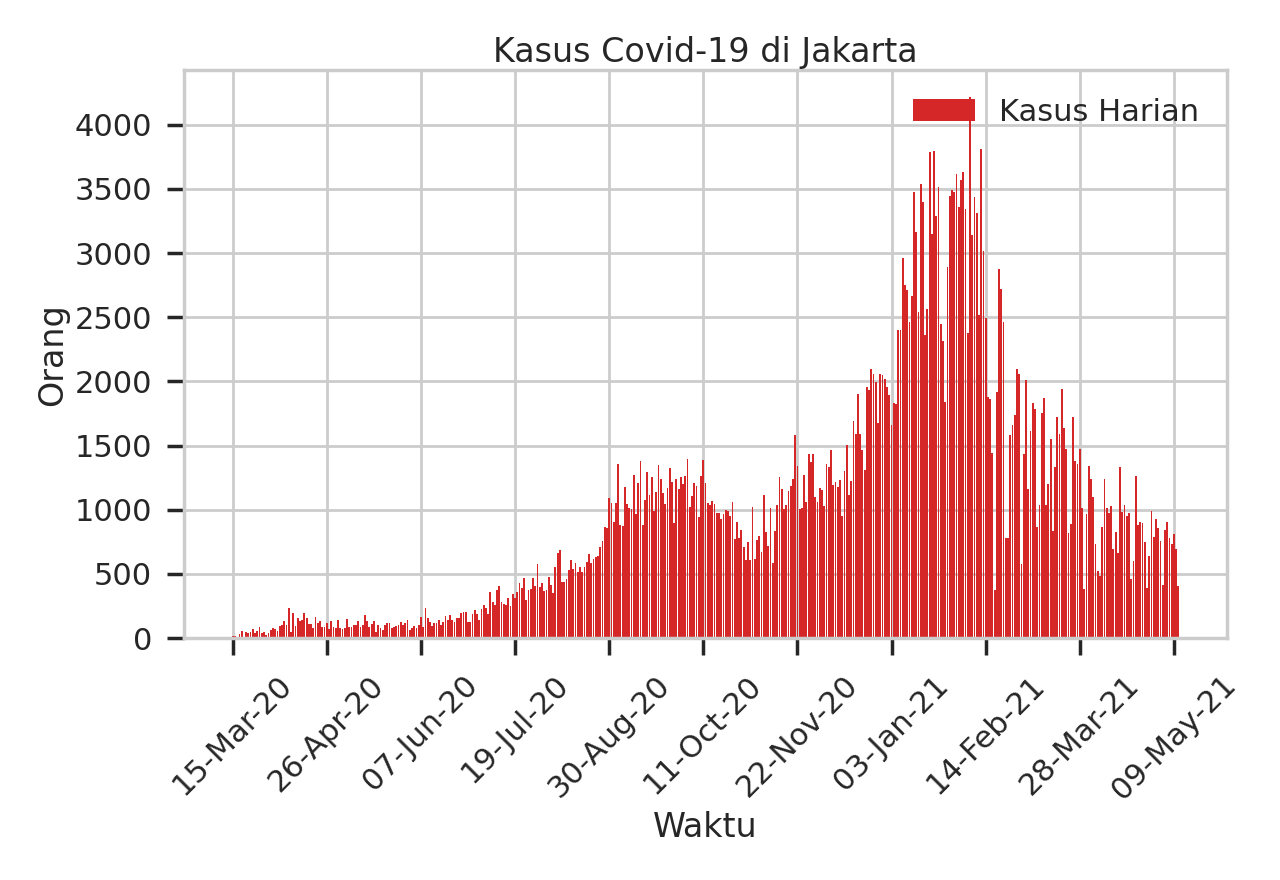 Kasus Covid-19 di Jakarta
Kasus Harian
Orang
4000
3500
3000
2500
2000
1500
1000
500
0
15-Mar-20
26-Apr-20
07-Jun-20
19-Jul-20
30-Aug-20
11-Oct-20
22-Nov-20
03-Jan-21
14-Feb-21
28-Mar-21
09-May-21
Waktu